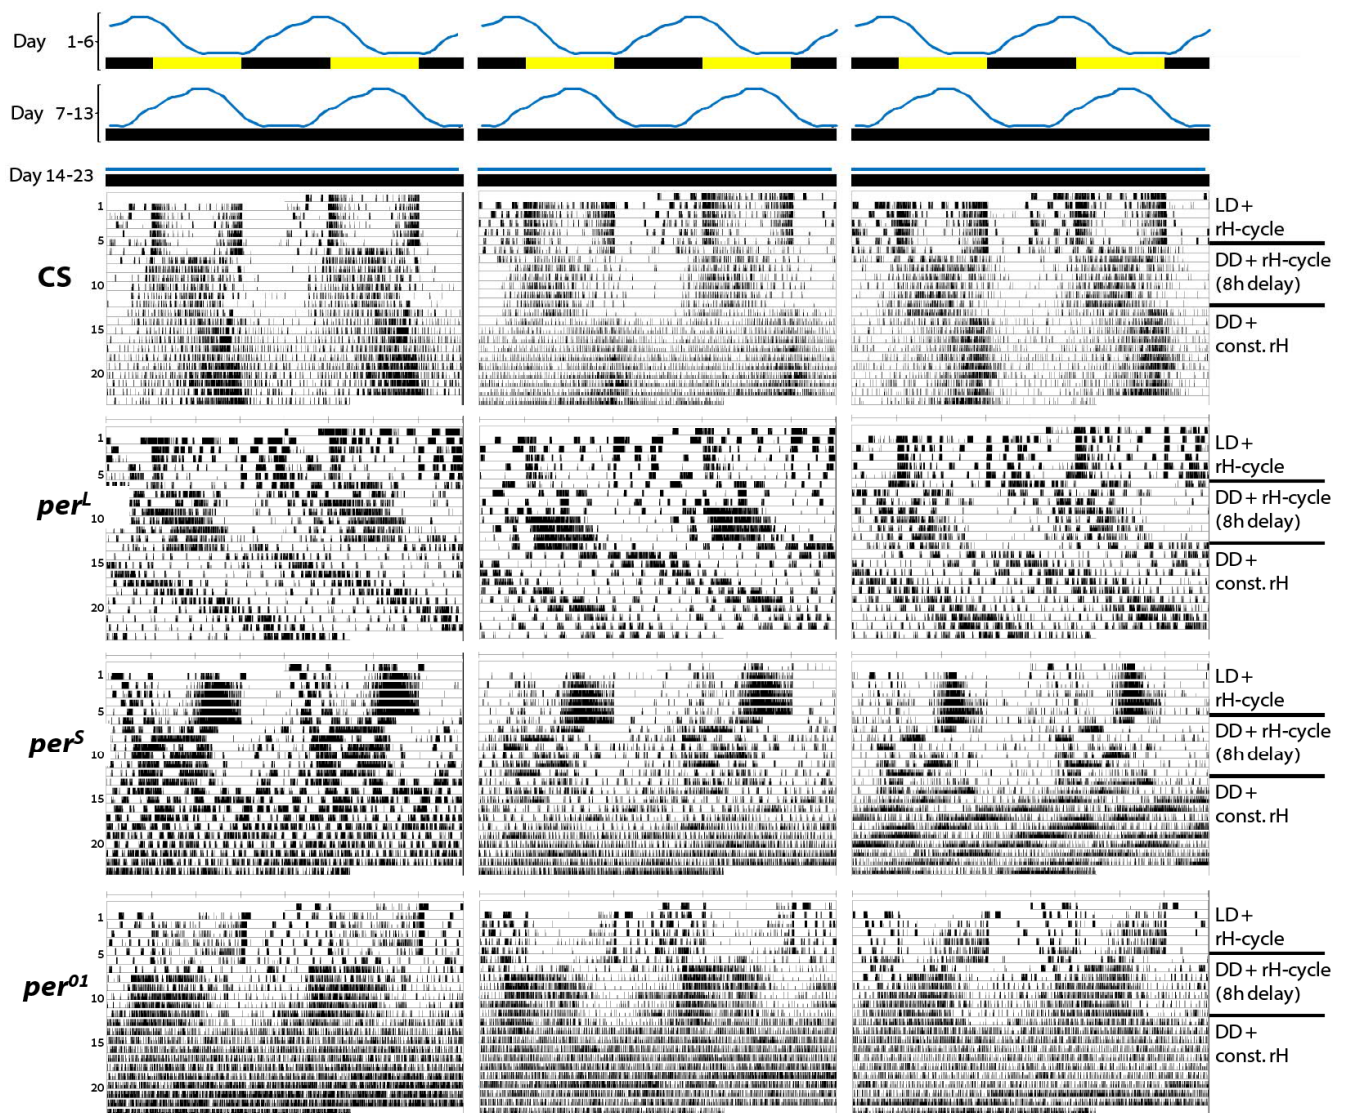 Day 1-6
Day 7-13
Day 14-23
CS
1
5
10
15
20
LD +
rH-cycle
DD + rH-cycle
(8h delay)
DD +
const. rH
perL
1
5
10
15
20
LD +
rH-cycle
DD + rH-cycle
(8h delay)
DD +
const. rH
perS
1
5
10
15
20
LD +
rH-cycle
DD + rH-cycle
(8h delay)
DD +
const. rH
per01
1
5
10
15
20
LD +
rH-cycle
DD + rH-cycle
(8h delay)
DD +
const. rH